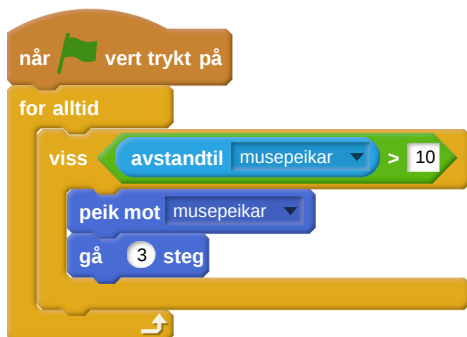 når vert trykt på
for alltid
viss avstandtil musepeikar > 10
peik mot musepeikar
gå 3 steg